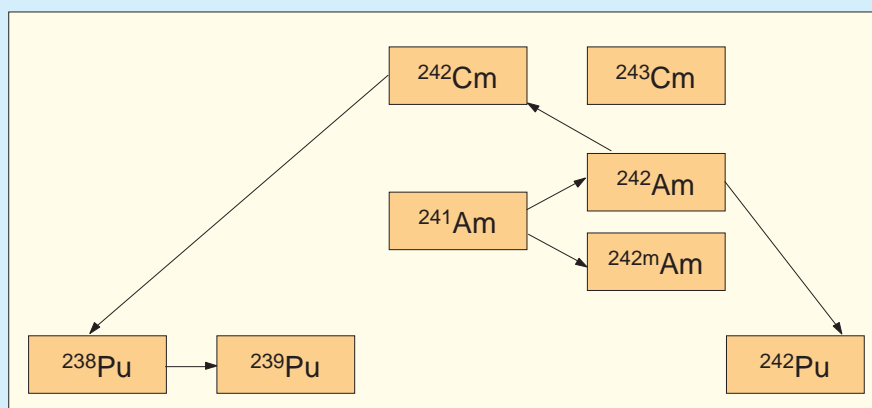 ²⁴²Cm
²⁴³Cm
²⁴²Am
²⁴¹Am
²⁴²ᵐAm
²³⁸Pu
²³⁹Pu
²⁴²Pu